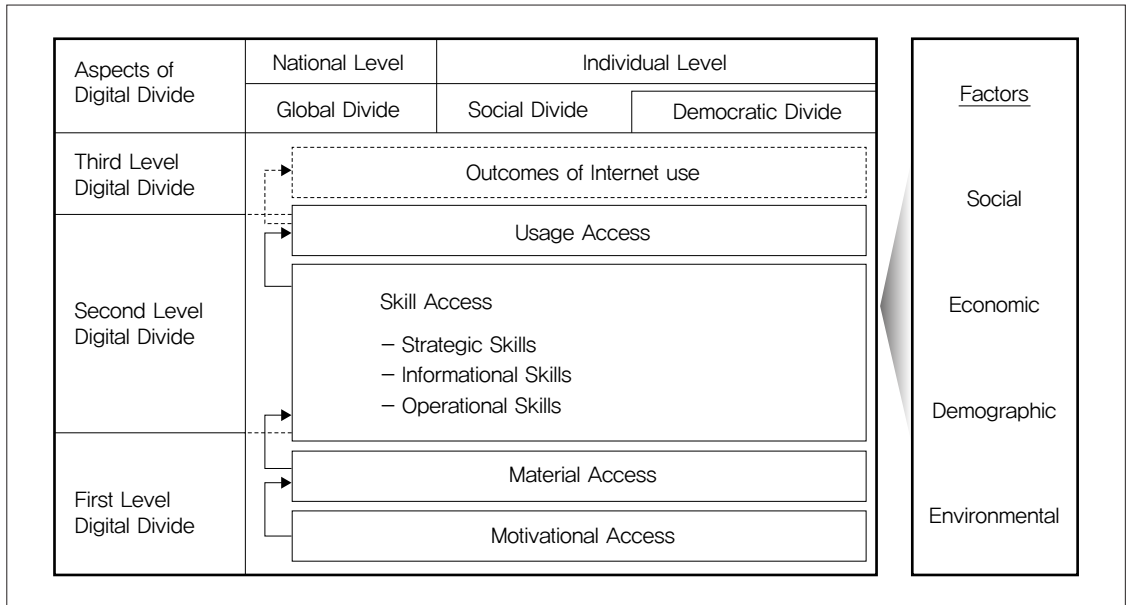 Aspects of
Digital Divide
National Level
Individual Level
Global Divide
Social Divide
Democratic Divide
Third Level
Digital Divide
Outcomes of Internet use
Usage Access
Second Level
Digital Divide
Skill Access
– Strategic Skills
– Informational Skills
– Operational Skills
First Level
Digital Divide
Material Access
Motivational Access
Factors
Social
Economic
Demographic
Environmental